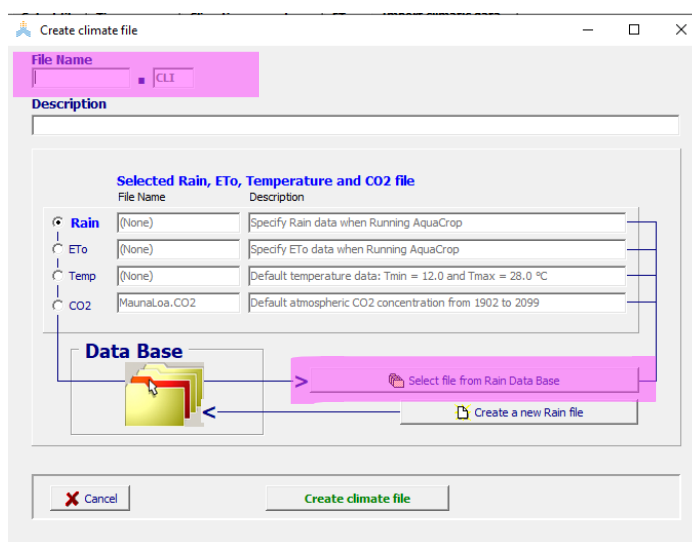 Create climate file
File Name
. CLI
Description
Selected Rain, ETo, Temperature and CO2 file
File Name Description
Rain (None) Specify Rain data when Running AquaCrop
ETo (None) Specify ETo data when Running AquaCrop
Temp (None) Default temperature data: Tmin = 12.0 and Tmax = 28.0 °C
CO2 MaunaLoa.CO2 Default atmospheric CO2 concentration from 1902 to 2099
Data Base
> Select file from Rain Data Base
< Create a new Rain file
Cancel Create climate file